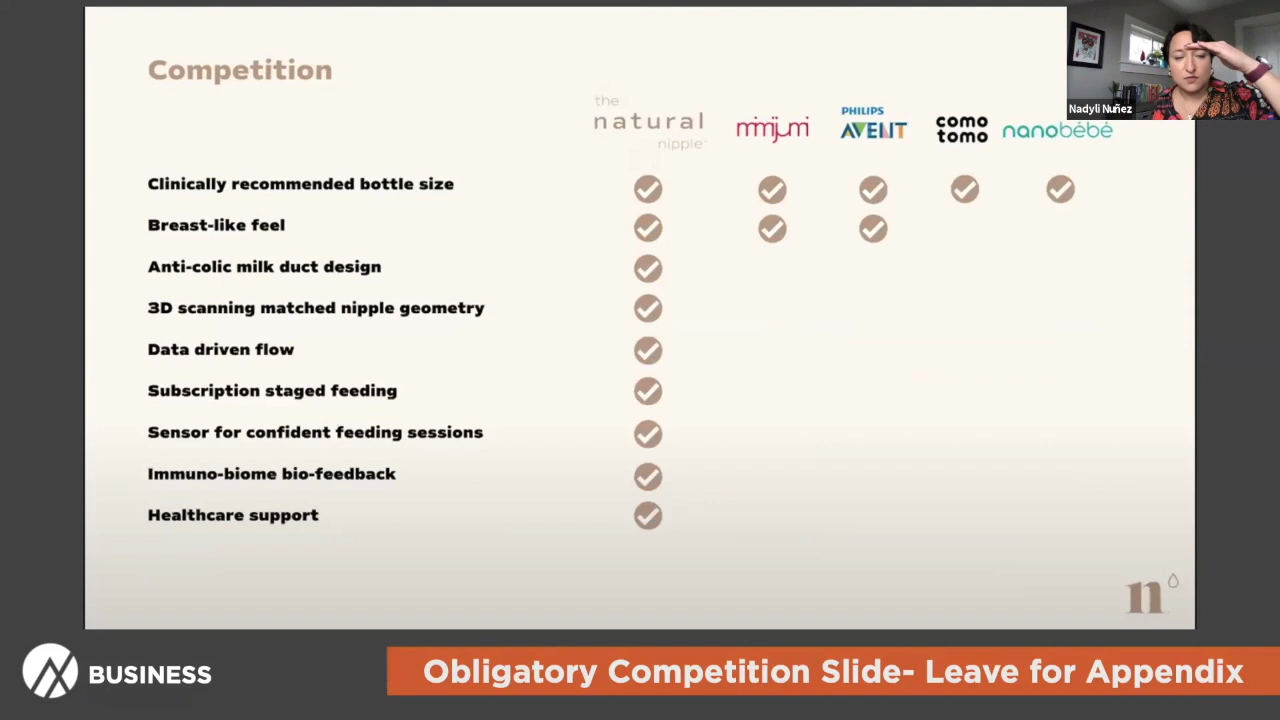 Competition
the
natural
nipple
mimijumi
PHILIPS
AVENT
como
tomo
nanobébé
Nadyli Nuñez
Clinically recommended bottle size
Breast-like feel
Anti-colic milk duct design
3D scanning matched nipple geometry
Data driven flow
Subscription staged feeding
Sensor for confident feeding sessions
Immuno-biome bio-feedback
Healthcare support
n
BUSINESS
Obligatory Competition Slide- Leave for Appendix